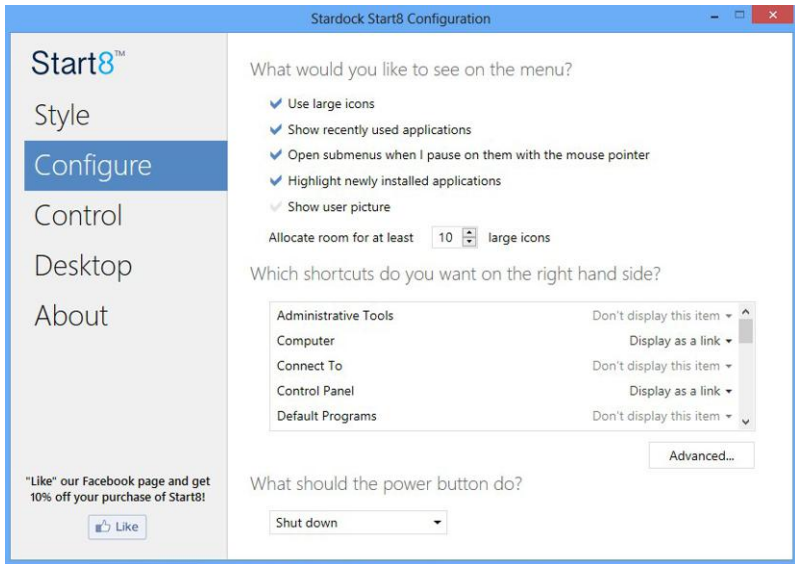 Stardock Start8 Configuration
Start8™
Style
Configure
Control
Desktop
About
"Like" our Facebook page and get
10% off your purchase of Start8!
Like
What would you like to see on the menu?
Use large icons
Show recently used applications
Open submenus when I pause on them with the mouse pointer
Highlight newly installed applications
Show user picture
Allocate room for at least 10 large icons
Which shortcuts do you want on the right hand side?
Administrative Tools Don't display this item
Computer Display as a link
Connect To Don't display this item
Control Panel Display as a link
Default Programs Don't display this item
Advanced...
What should the power button do?
Shut down